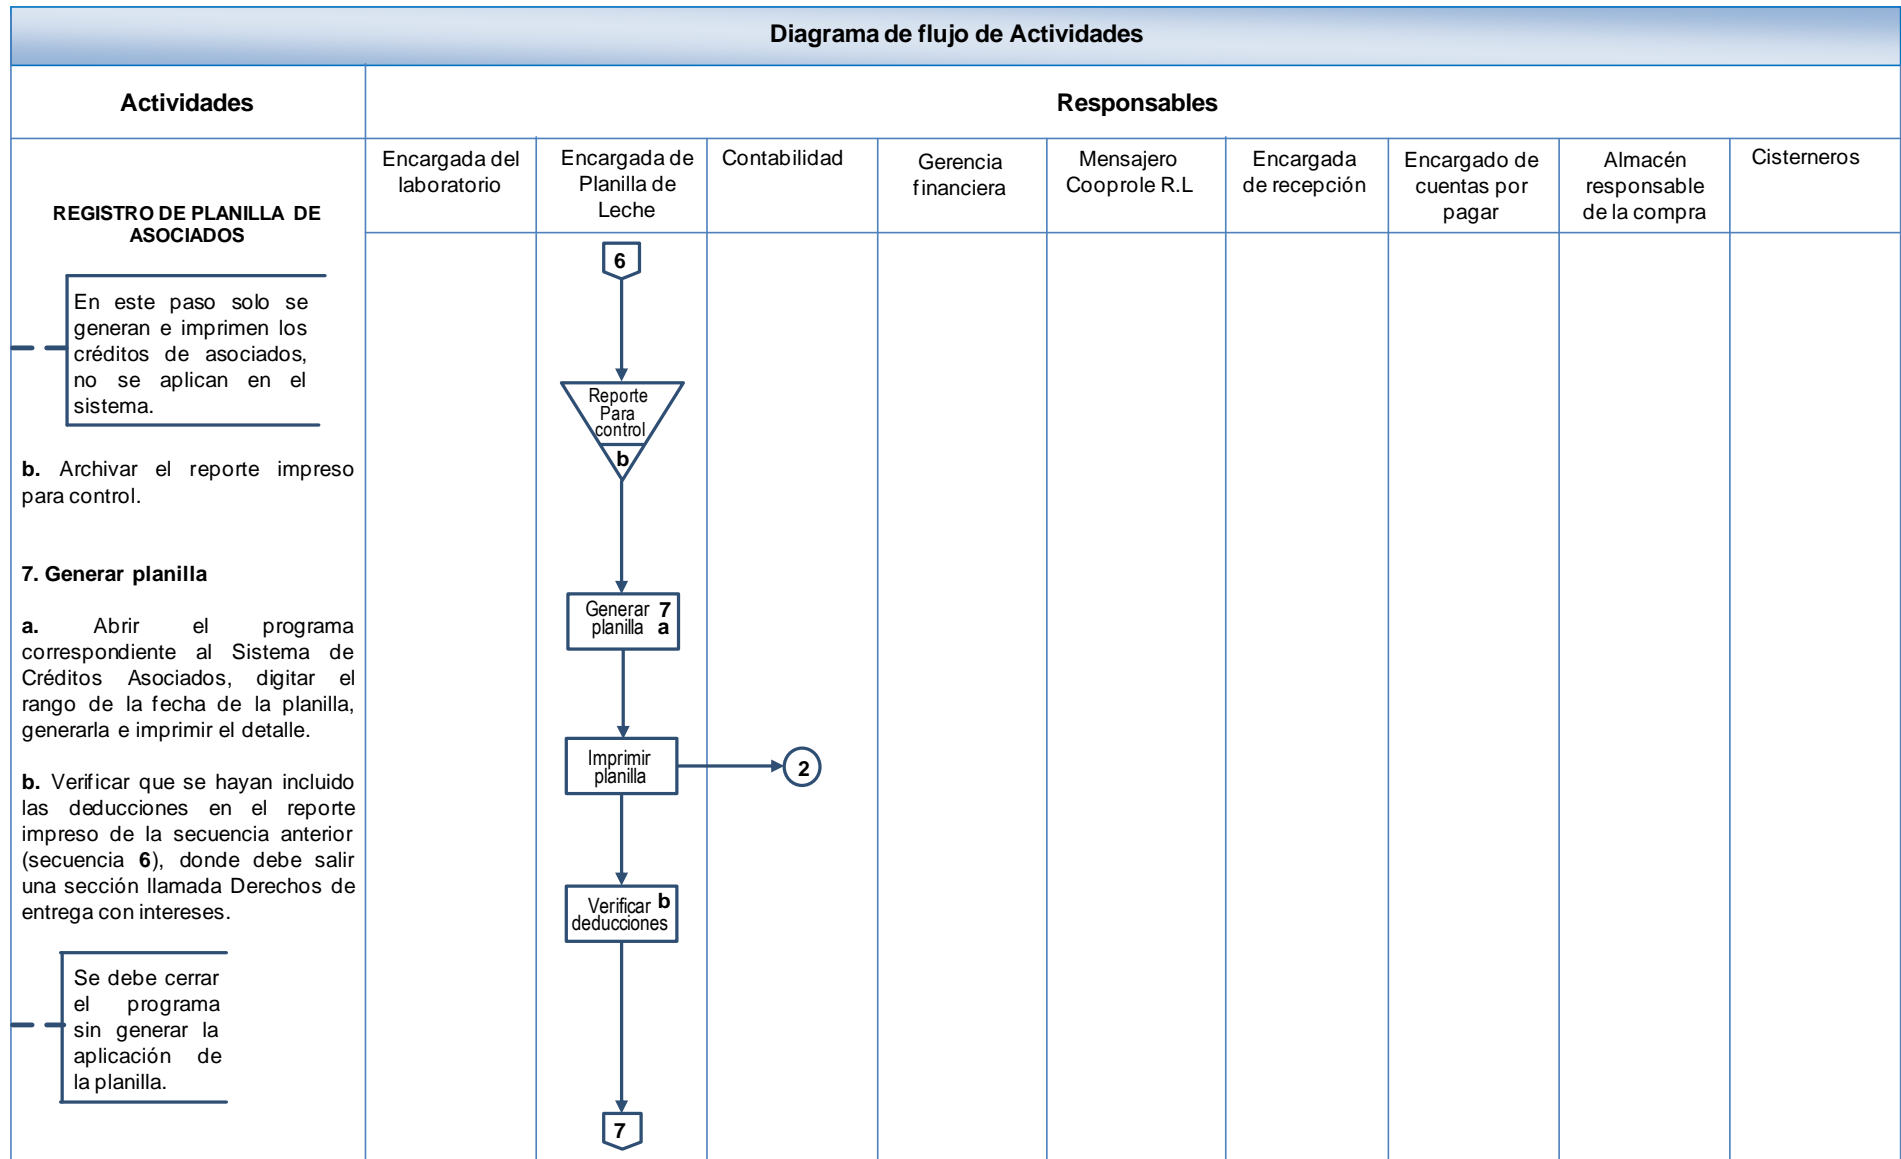 Diagrama de flujo de Actividades
Actividades
Responsables
REGISTRO DE PLANILLA DE
ASOCIADOS
Encargada del
laboratorio
Encargada de
Planilla de
Leche
Contabilidad
Gerencia
financiera
Mensajero
Cooprole R.L
Encargada
de recepción
Encargado de
cuentas por
pagar
Almacén
responsable
de la compra
Cisterneros
En este paso solo se
generan e imprimen los
créditos de asociados,
no se aplican en el
sistema.
b. Archivar el reporte impreso
para control.
7. Generar planilla
a. Abrir el programa
correspondiente al Sistema de
Créditos Asociados, digitar el
rango de la fecha de la planilla,
generarla e imprimir el detalle.
b. Verificar que se hayan incluido
las deducciones en el reporte
impreso de la secuencia anterior
(secuencia 6), donde debe salir
una sección llamada Derechos de
entrega con intereses.
Se debe cerrar
el programa
sin generar la
aplicación de
la planilla.
6
Reporte
Para
control
b
Generar 7
planilla a
Imprimir
planilla
2
Verificar b
deducciones
7